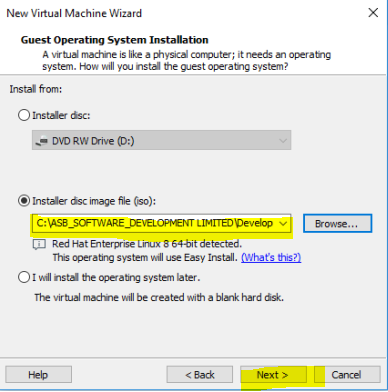 New Virtual Machine Wizard
Guest Operating System Installation
A virtual machine is like a physical computer; it needs an operating
system. How will you install the guest operating system?
Install from:
Installer disc:
DVD RW Drive (D:)
Installer disc image file (iso):
C:\ASB_SOFTWARE_DEVELOPMENT LIMITED\Develop
Browse...
Red Hat Enterprise Linux 8 64-bit detected.
This operating system will use Easy Install. (What's this?)
I will install the operating system later.
The virtual machine will be created with a blank hard disk.
Help
< Back
Next >
Cancel